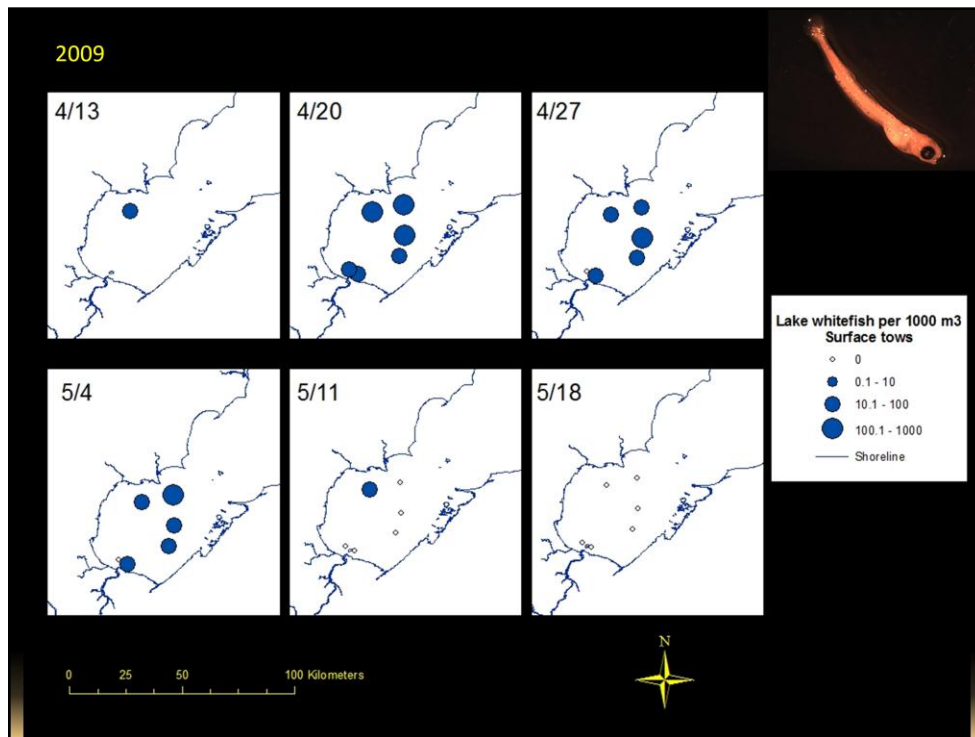 2009
4/13
4/20
4/27
5/4
5/11
5/18
Lake whitefish per 1000 m3
Surface tows
0
0.1 - 10
10.1 - 100
100.1 - 1000
Shoreline
0 25 50 100 Kilometers
N